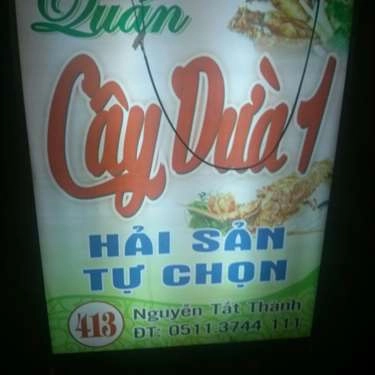 Quán
Cây Dừa 1
HẢI SẢN
TỰ CHỌN
413 Nguyễn Tất Thành
ĐT: 0511.3744 111